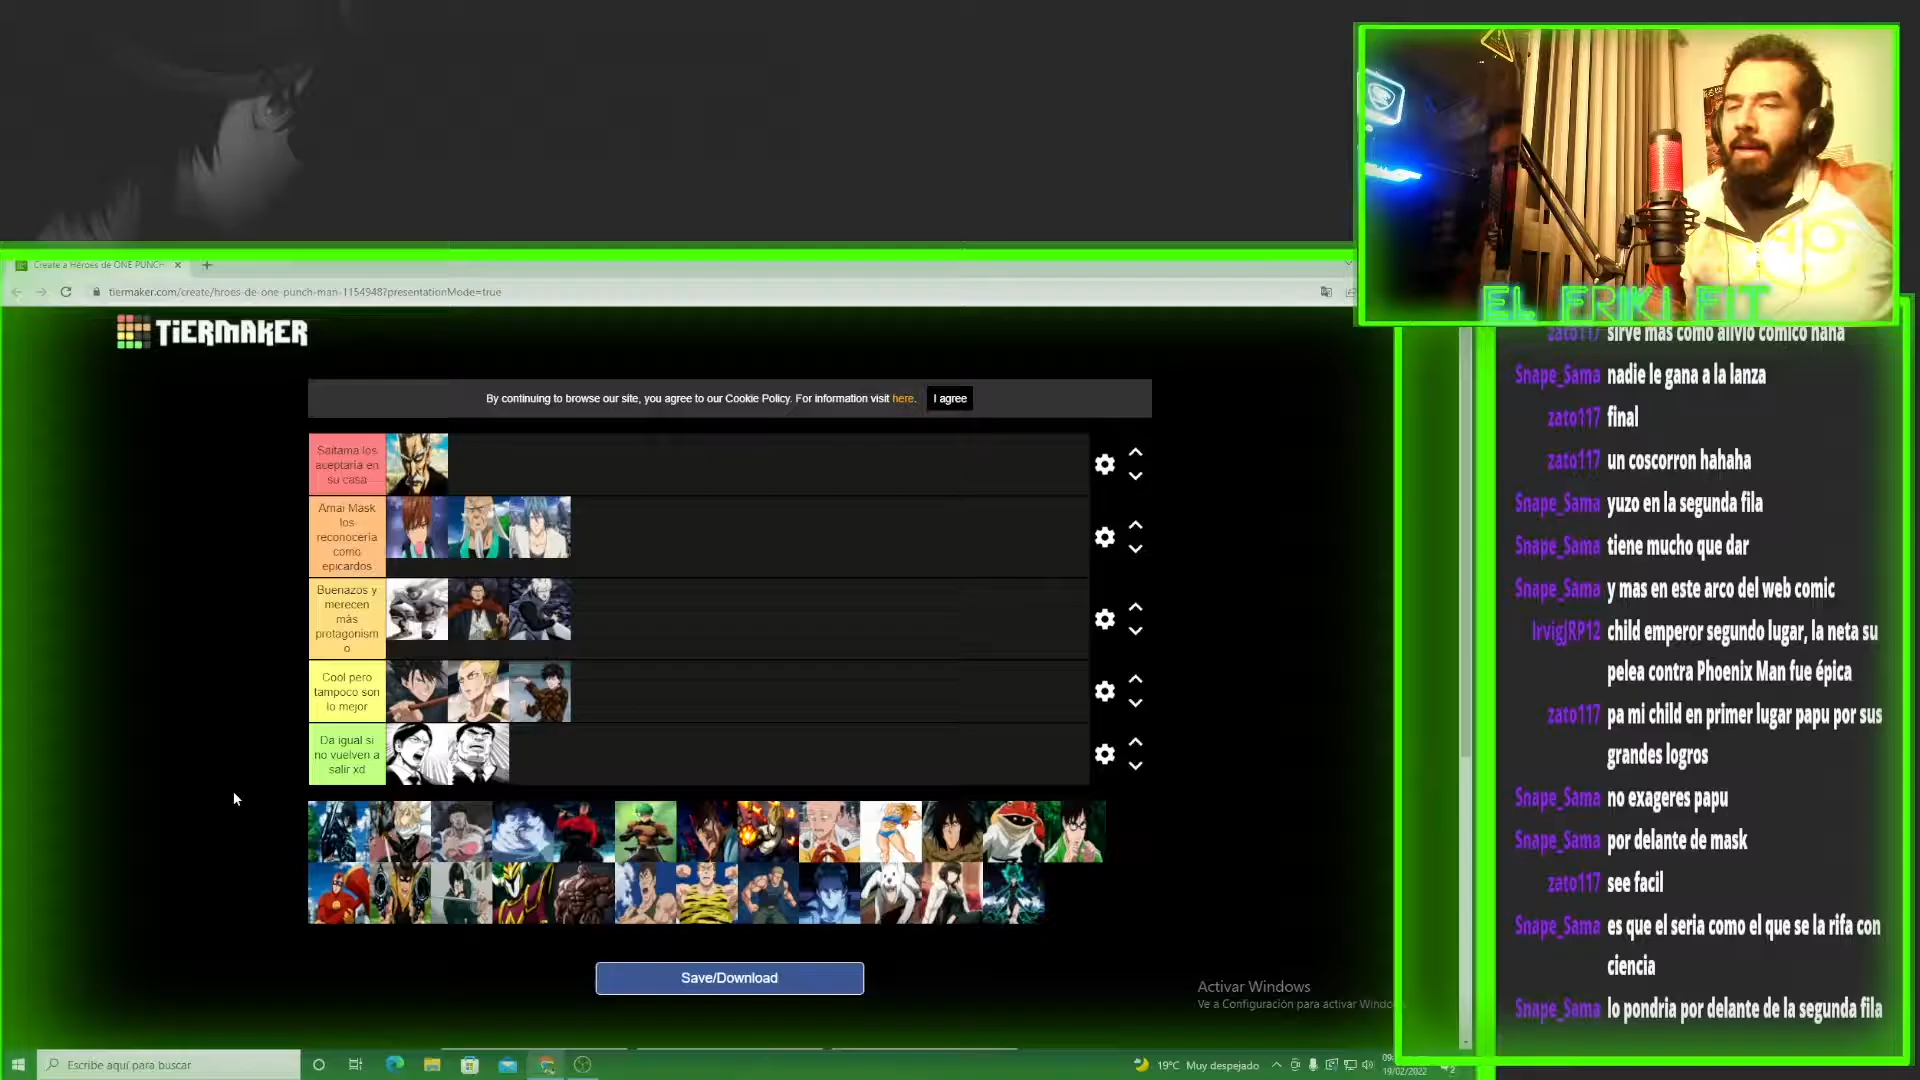 Create a Héroes de ONE PUNCH
tiermaker.com/create/hroes-de-one-punch-man-1154948?presentationMode=true
TiERMAKER
By continuing to browse our site, you agree to our Cookie Policy. For information visit here.
I agree
Saitama los
aceptaría en
su casa
Amai Mask
los
reconocería
como
epicardos
Buenazos y
merecen
más
protagonism
o
Cool pero
tampoco son
lo mejor
Da igual si
no vuelven a
salir xd
Save/Download
Activar Windows
Ve a Configuración para activar
Escribe aquí para buscar
19°C Muy despejado
19/02/2022
EL FRIKI FIT
zato117 sirve mas como alivio comico haha
Snape_Sama nadie le gana a la lanza
zato117 final
zato117 un coscorron hahaha
Snape_Sama yuzo en la segunda fila
Snape_Sama tiene mucho que dar
Snape_Sama y mas en este arco del web comic
IrvigJRP12 child emperor segundo lugar, la neta su
pelea contra Phoenix Man fue épica
zato117 pa mi child en primer lugar papu por sus
grandes logros
Snape_Sama no exageres papu
Snape_Sama por delante de mask
zato117 see facil
Snape_Sama es que el seria como el que se la rifa con
ciencia
Snape_Sama lo pondria por delante de la segunda fila